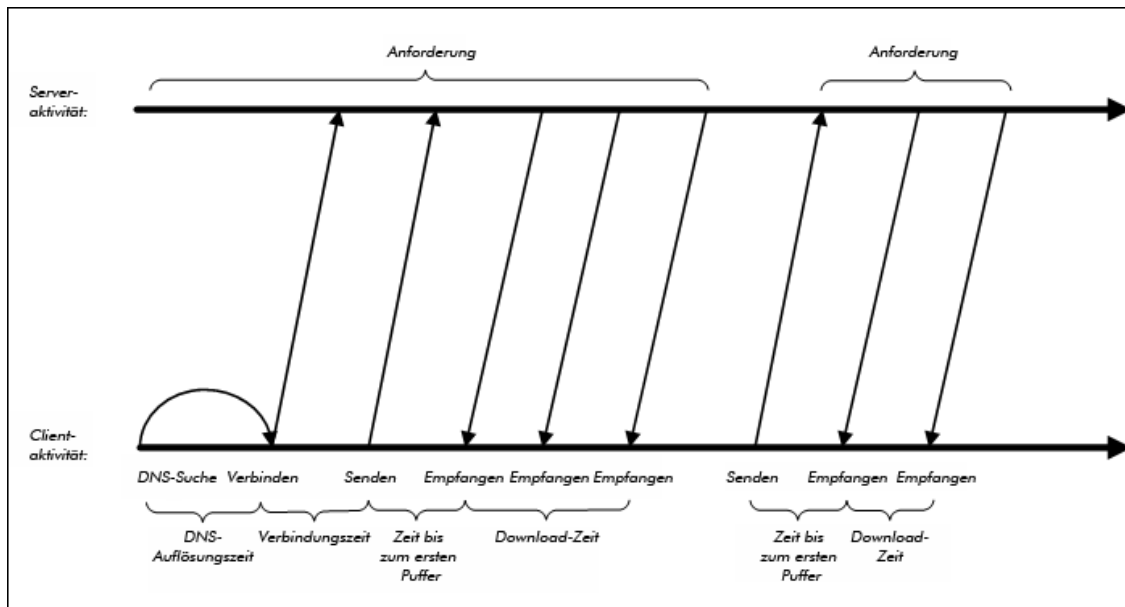 Anforderung
Anforderung
Server-
aktivität:
Client-
aktivität:
DNS-Suche
Verbinden
Senden
Empfangen
Empfangen
Empfangen
Senden
Empfangen
Empfangen
DNS-
Auflösungszeit
Verbindungszeit
Zeit bis
zum ersten
Puffer
Download-Zeit
Zeit bis
zum ersten
Puffer
Download-
Zeit